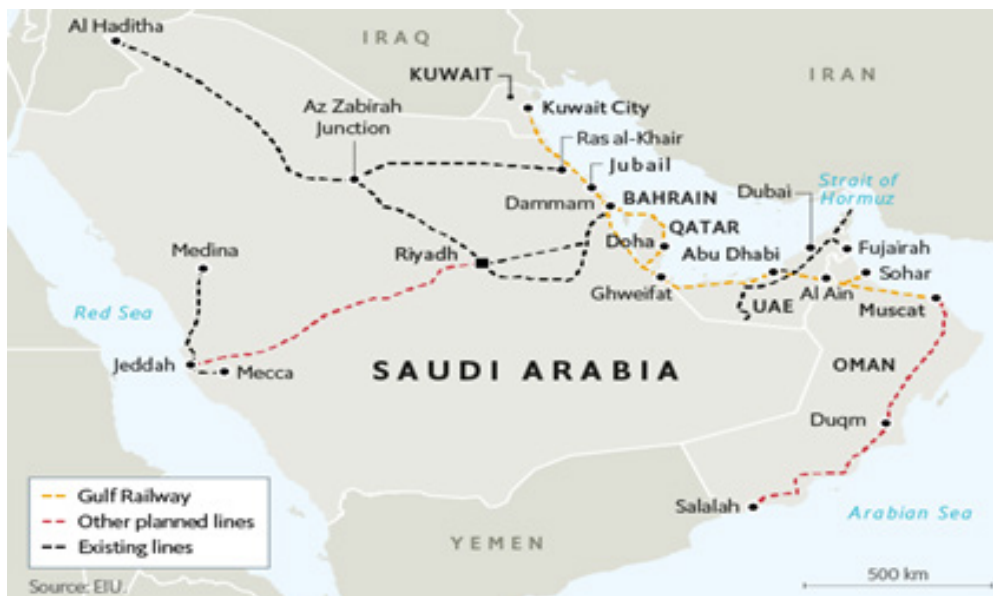 Al Haditha
IRAQ
KUWAIT
IRAN
Kuwait City
Az Zabirah
Junction
Ras al-Khair
Jubail
Dubai
Strait of
Hormuz
Dammam
BAHRAIN
QATAR
Medina
Riyadh
Doha
Abu Dhabi
Fujairah
Sohar
Ghweifat
UAE
Al Ain
Muscat
Red Sea
Jeddah
Mecca
SAUDI ARABIA
OMAN
Duqm
Gulf Railway
Other planned lines
Existing lines
Salalah
Arabian Sea
YEMEN
Source: EIU.
500 km